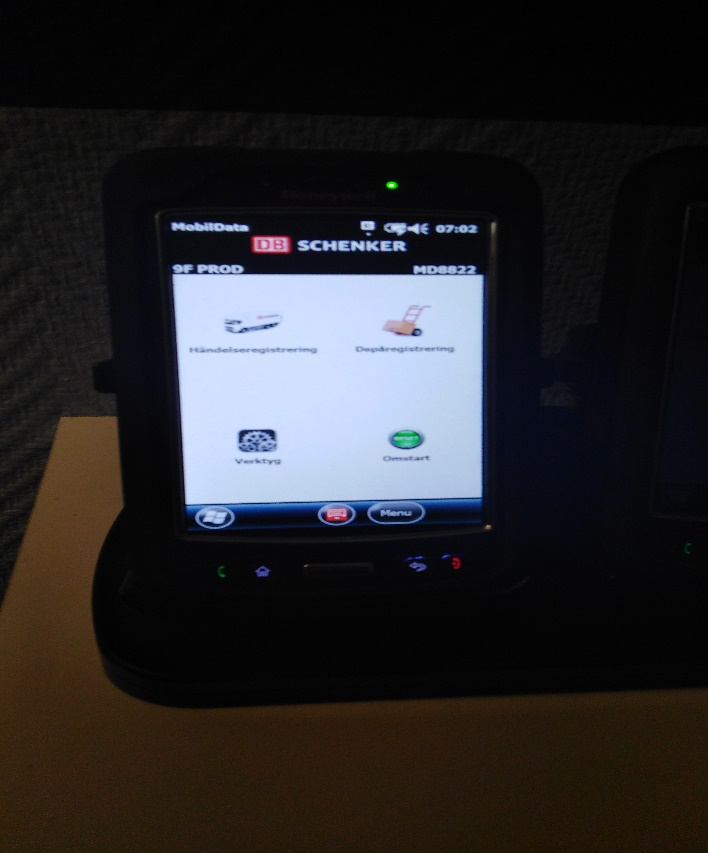 MobilData 07:02
DB SCHENKER
9F PROD MD8822
Händelseregistrering Depåregistrering
Verktyg Omstart
Menu